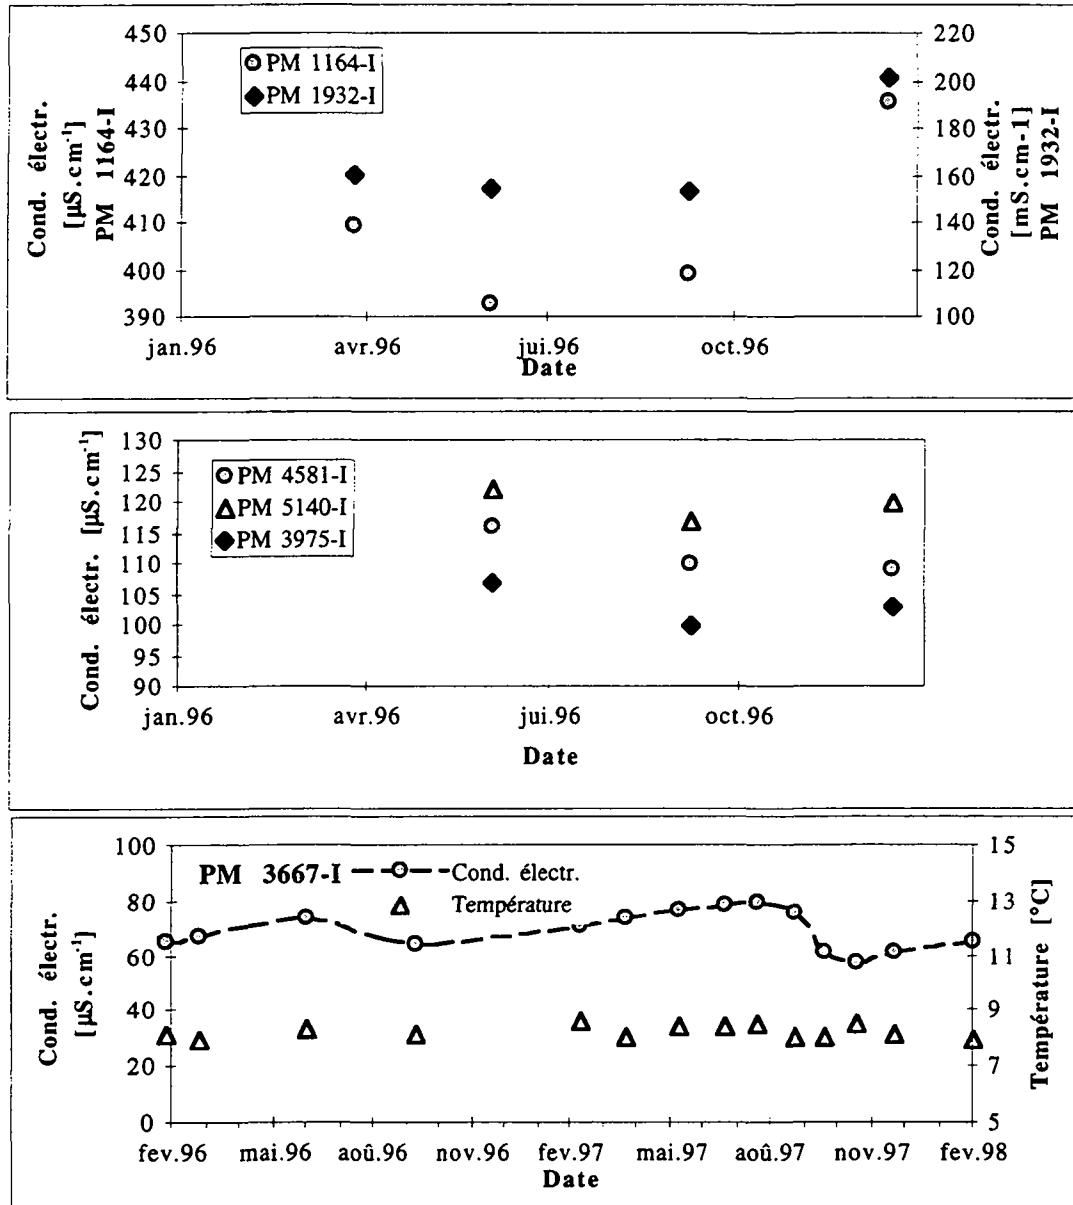 450
440
430
420
410
400
390
220
200
180
160
140
120
100
PM 1164-I
PM 1932-I
Cond. électr.
[µS.cm-1]
PM 1164-I
Cond. électr.
[mS.cm-1]
PM 1932-I
jan.96 avr.96 jui.96 oct.96
Date
130
125
120
115
110
105
100
95
90
PM 4581-I
PM 5140-I
PM 3975-I
Cond. électr. [µS.cm-1]
jan.96 avr.96 jui.96 oct.96
Date
100
80
60
40
20
0
15
13
11
9
7
5
PM 3667-I Cond. électr.
Température
Cond. électr.
[µS.cm-1]
Température [°C]
fev.96 mai.96 aoû.96 nov.96 fev.97 mai.97 aoû.97 nov.97 fev.98
Date